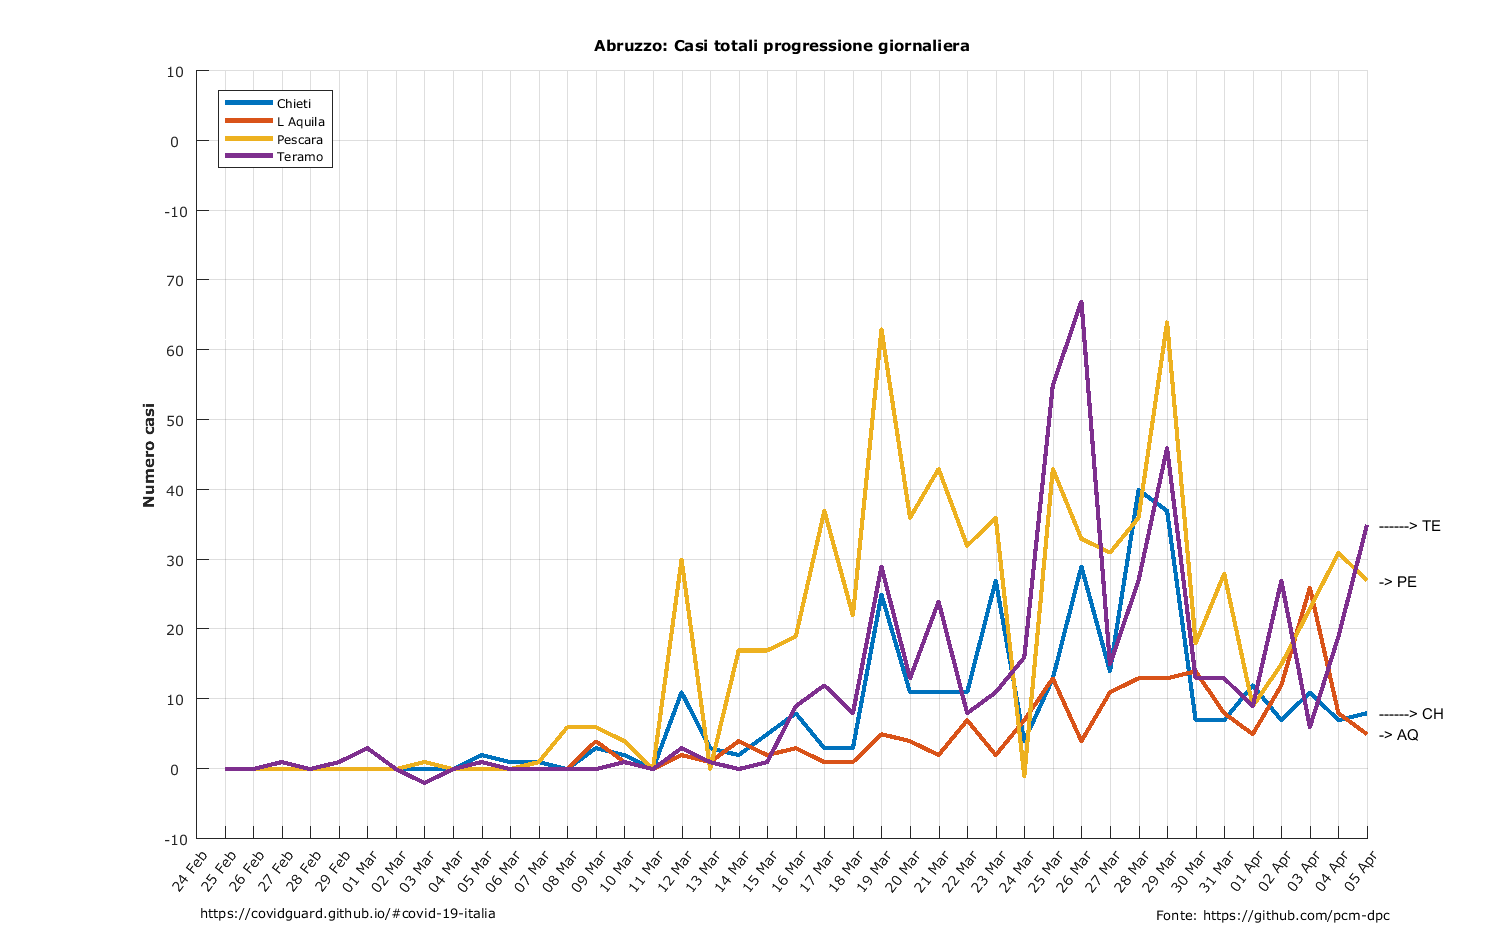 Abruzzo: Casi totali progressione giornaliera
10
0
-10
70
60
50
40
30
20
10
0
-10
Numero casi
Chieti
L Aquila
Pescara
Teramo
------> TE
-> PE
------> CH
-> AQ
24 Feb
25 Feb
26 Feb
27 Feb
28 Feb
29 Feb
01 Mar
02 Mar
03 Mar
04 Mar
05 Mar
06 Mar
07 Mar
08 Mar
09 Mar
10 Mar
11 Mar
12 Mar
13 Mar
14 Mar
15 Mar
16 Mar
17 Mar
18 Mar
19 Mar
20 Mar
21 Mar
22 Mar
23 Mar
24 Mar
25 Mar
26 Mar
27 Mar
28 Mar
29 Mar
30 Mar
31 Mar
01 Apr
02 Apr
03 Apr
04 Apr
05 Apr
https://covidguard.github.io/#covid-19-italia
Fonte: https://github.com/pcm-dpc